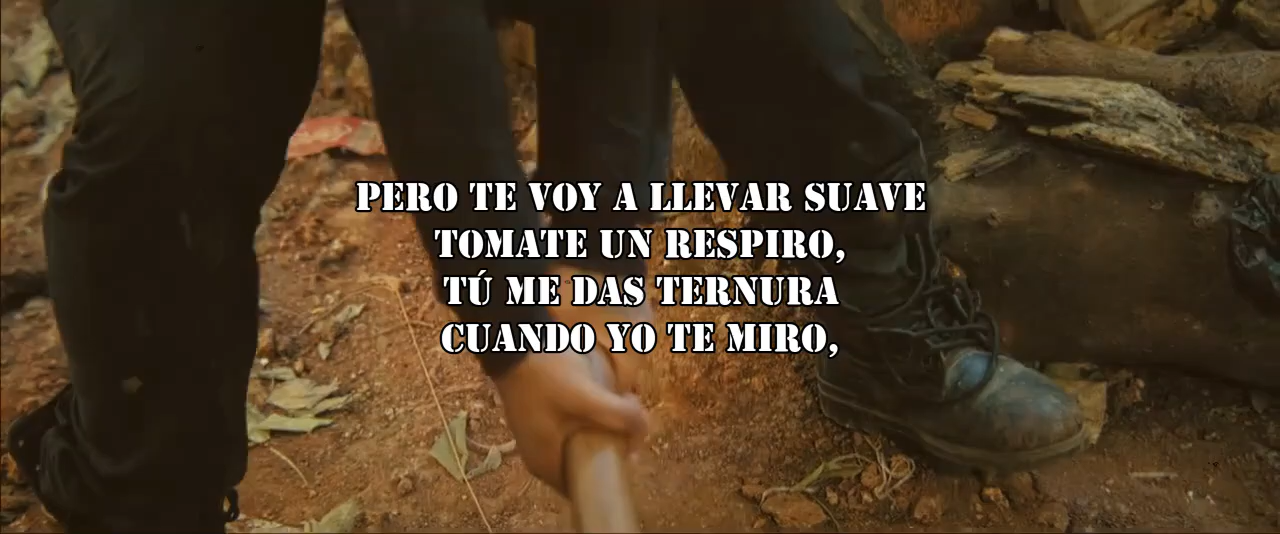 PERO TE VOY A LLEVAR SUAVE
TOMATE UN RESPIRO,
TÚ ME DAS TERNURA
CUANDO YO TE MIRO,